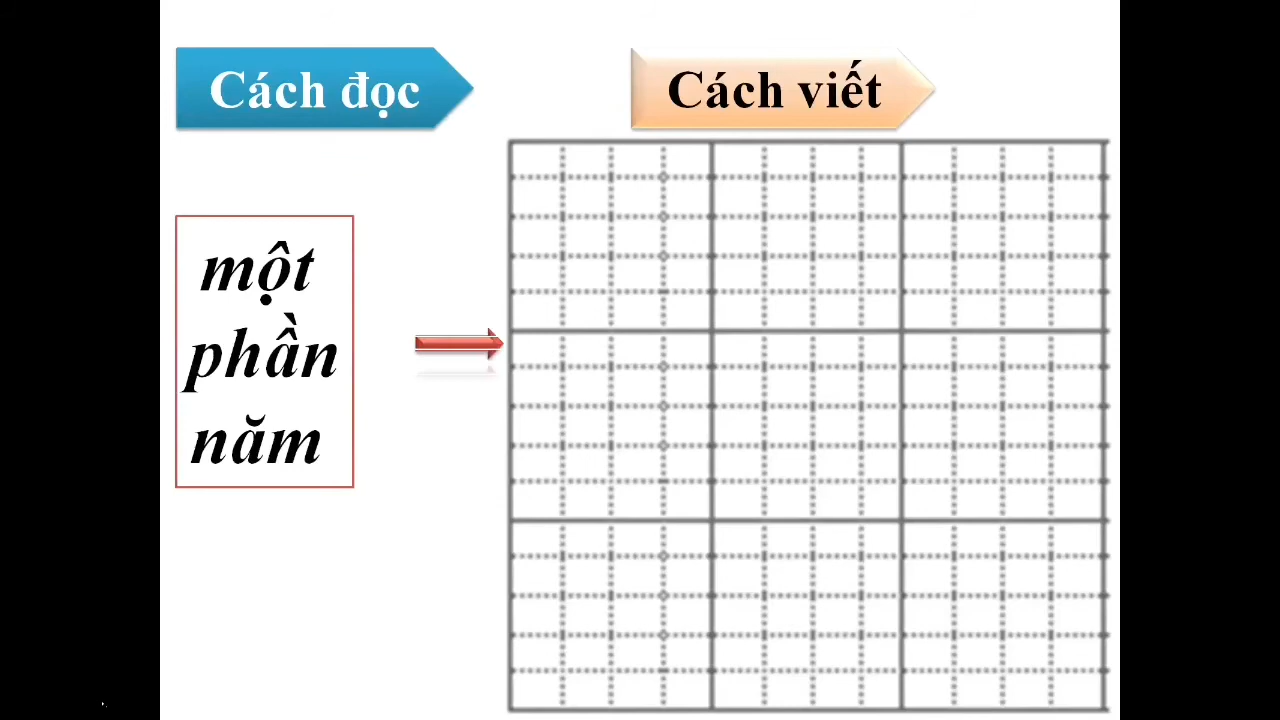 Cách đọc
Cách viết
một
phần
năm